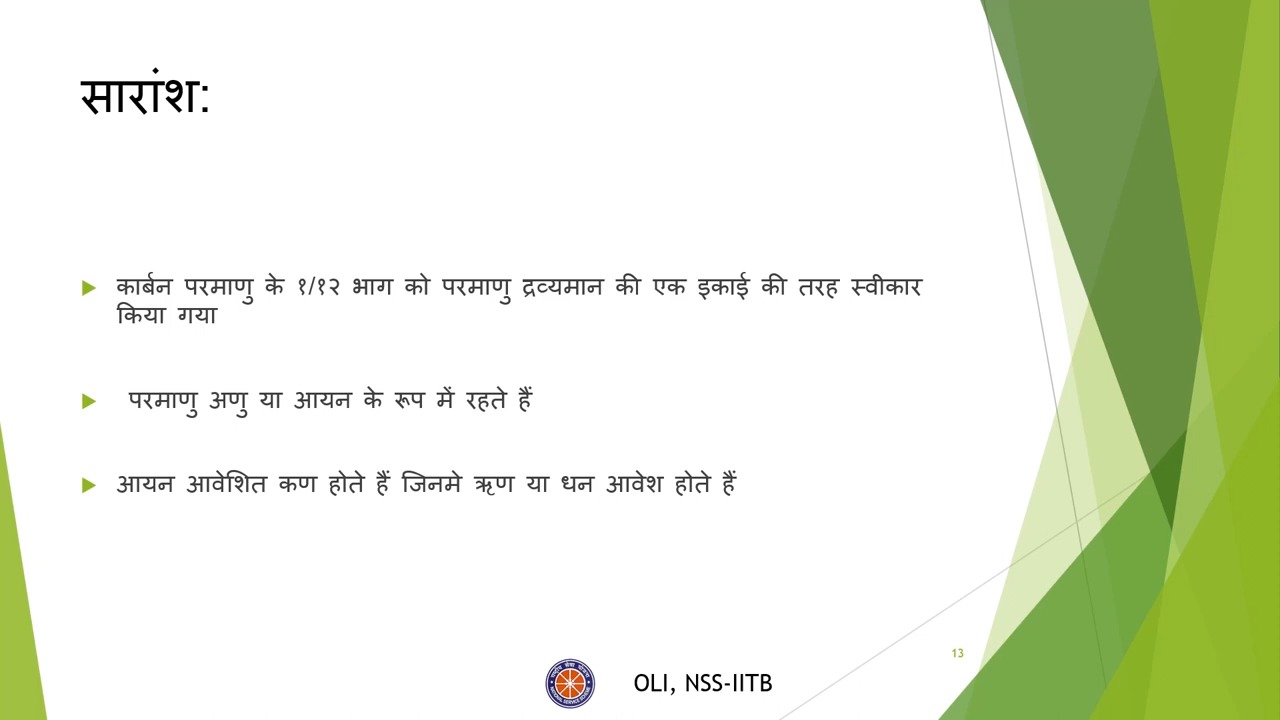 सारांश:
कार्बन परमाणु के १/१२ भाग को परमाणु द्रव्यमान की एक इकाई की तरह स्वीकार
किया गया
परमाणु अणु या आयन के रूप में रहते हैं
आयन आवेशित कण होते हैं जिनमे ऋण या धन आवेश होते हैं
13
OLI, NSS-IITB